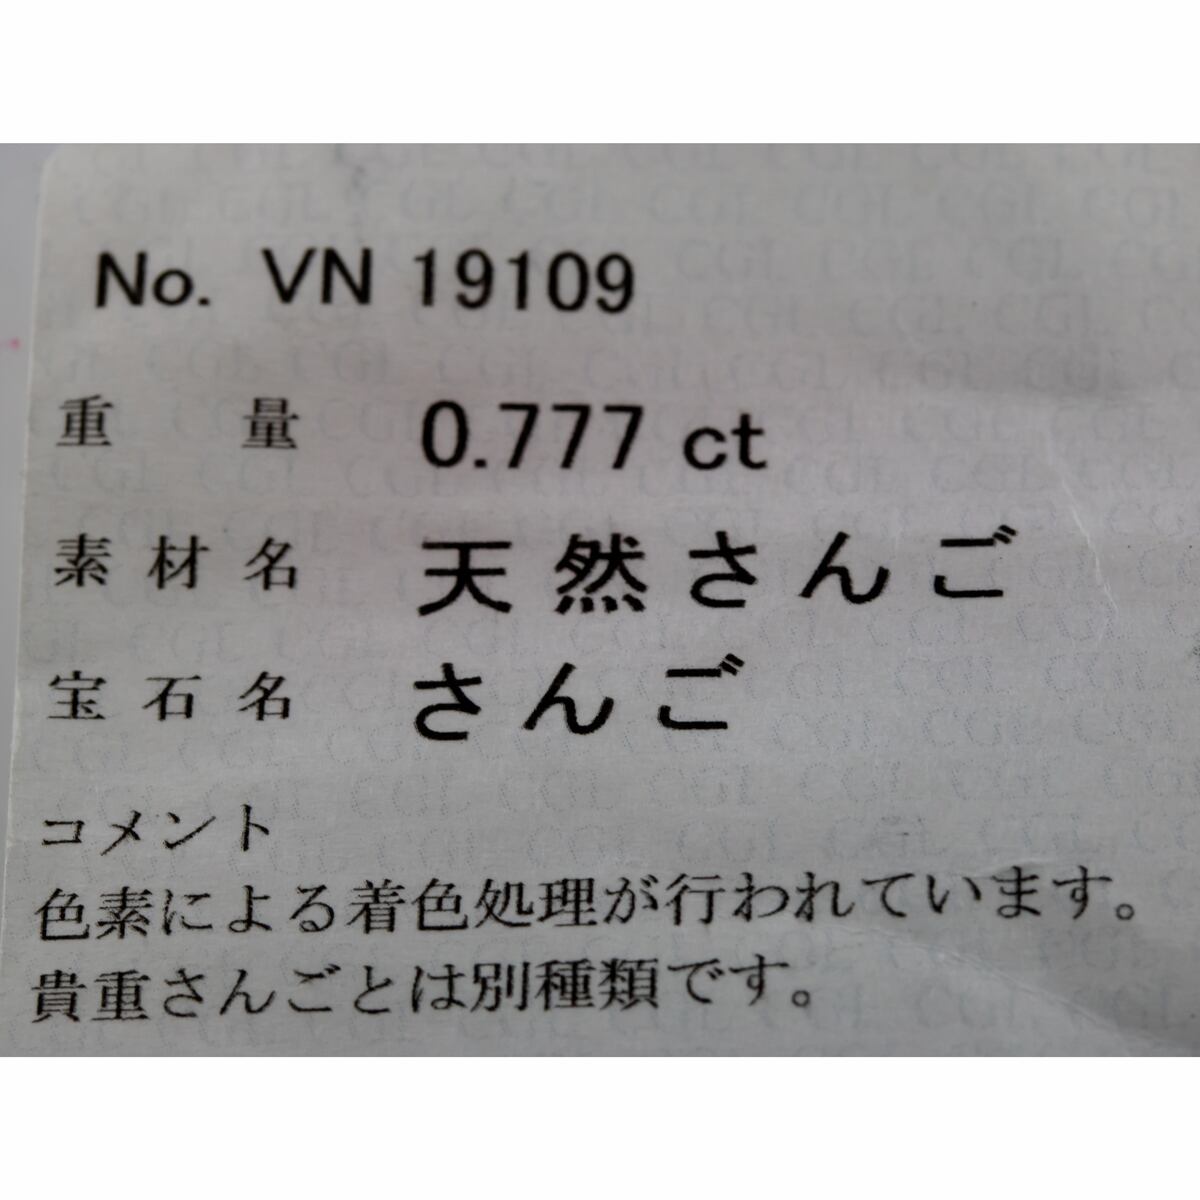 No. VN 19109
重量 0.777 ct
素材名 天然さんご
宝石名 さんご
コメント
色素による着色処理が行われています。
貴重さんごとは別種類です。